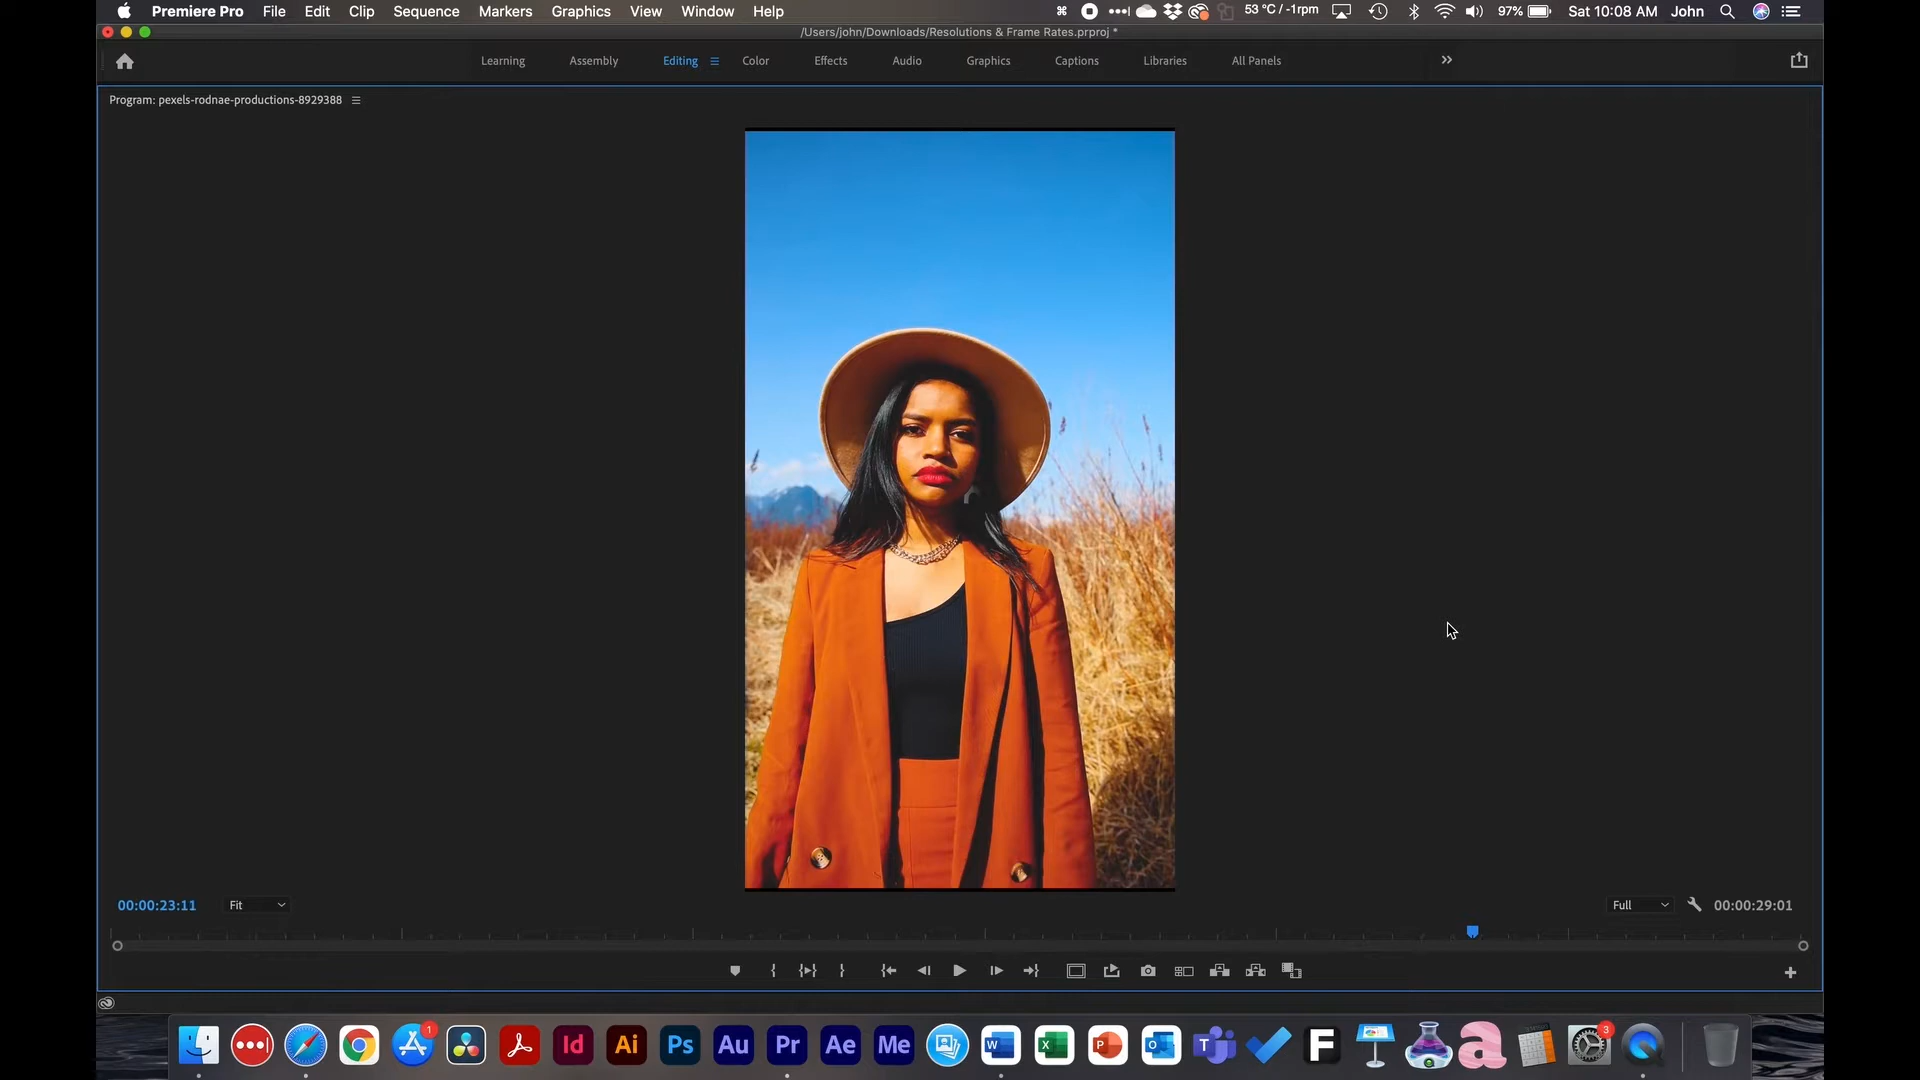 Premiere Pro File Edit Clip Sequence Markers Graphics View Window Help 53 °C / -1rpm 97% Sat 10:08 AM John
/Users/john/Downloads/Resolutions & Frame Rates.prproj *
Learning Assembly Editing Color Effects Audio Graphics Captions Libraries All Panels
Program: pexels-rodnae-productions-8929388
00:00:23:11 Fit Full 00:00:29:01
1 Id Ai Ps Au Pr Ae Me W X P O T F a 3